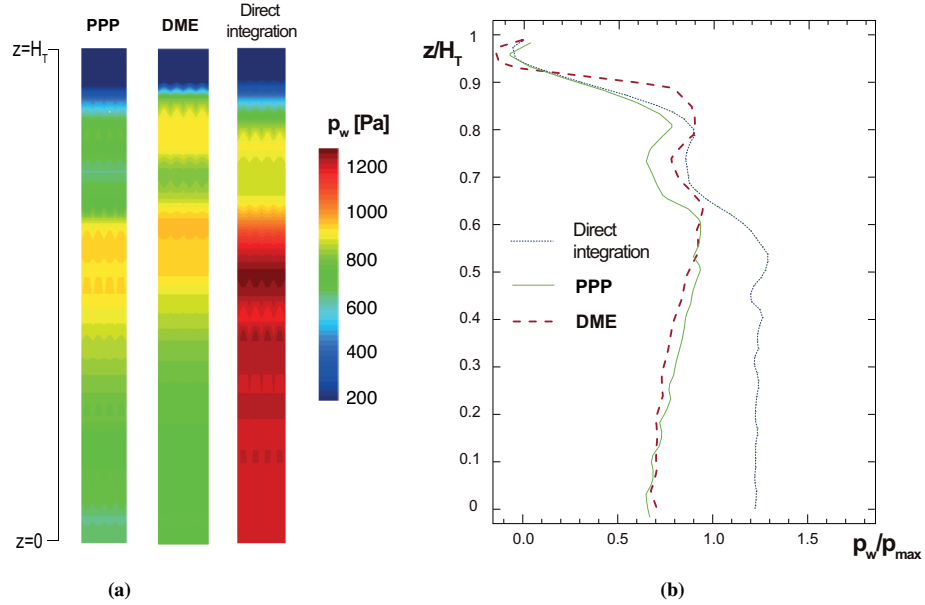 PPP
DME
Direct
integration
z=H_T
z=0
p_w [Pa]
1200
1000
800
600
400
200
(a)
z/H_T
1
0.9
0.8
0.7
0.6
0.5
0.4
0.3
0.2
0.1
0
Direct
integration
PPP
DME
0.0
0.5
1.0
1.5
p_w/p_max
(b)